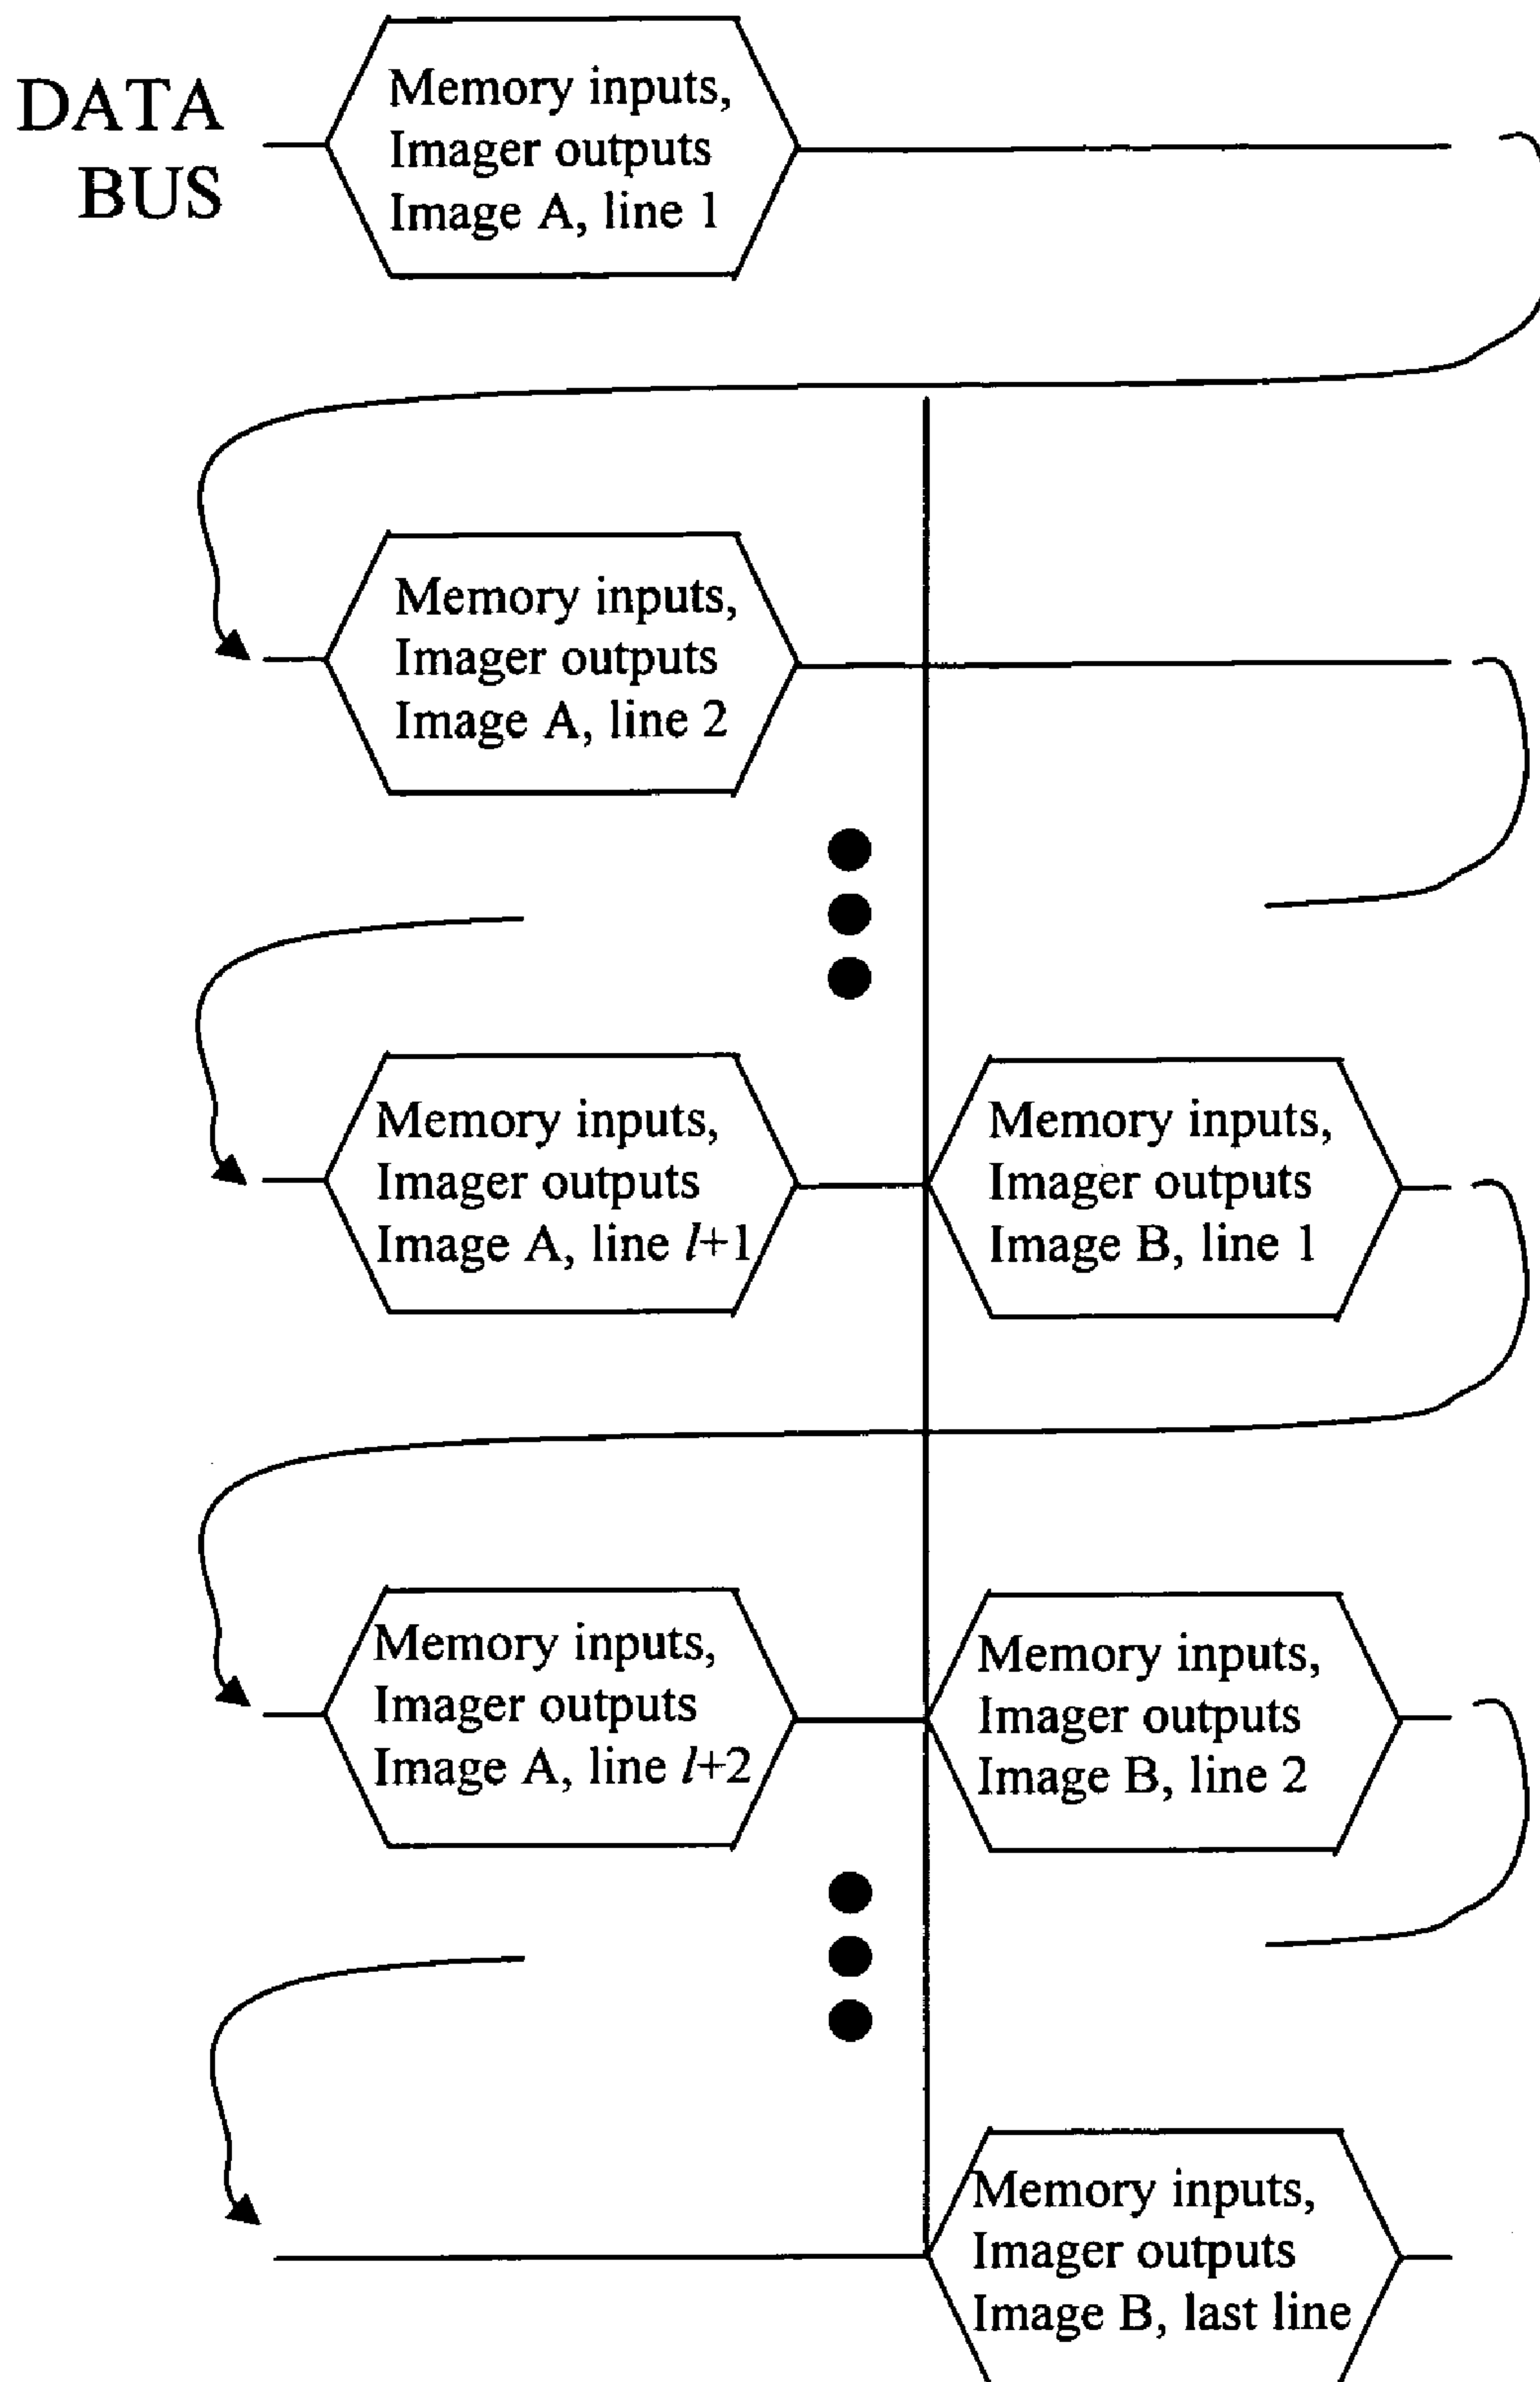 DATA
BUS
Memory inputs,
Imager outputs
Image A, line 1
Memory inputs,
Imager outputs
Image A, line 2
Memory inputs,
Imager outputs
Image A, line l+1
Memory inputs,
Imager outputs
Image B, line 1
Memory inputs,
Imager outputs
Image A, line l+2
Memory inputs,
Imager outputs
Image B, line 2
Memory inputs,
Imager outputs
Image B, last line